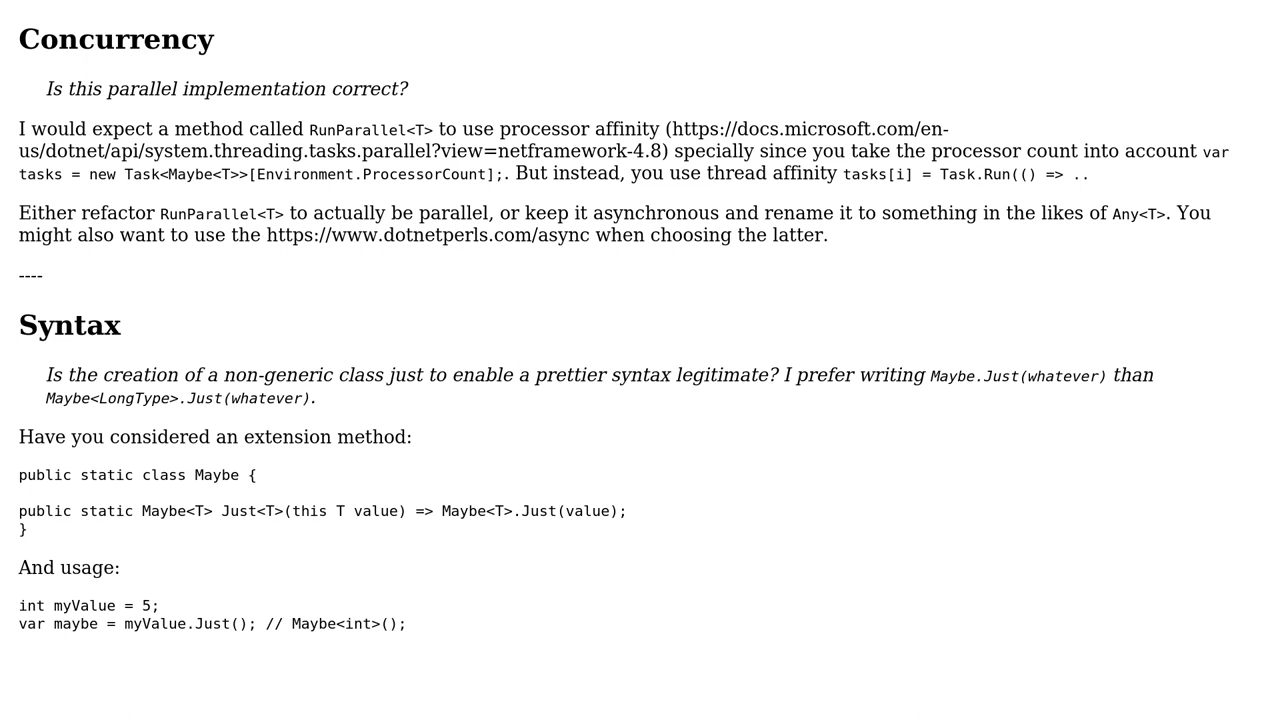 Concurrency
Is this parallel implementation correct?
I would expect a method called RunParallel<T> to use processor affinity (https://docs.microsoft.com/en-
us/dotnet/api/system.threading.tasks.parallel?view=netframework-4.8) specially since you take the processor count into account var
tasks = new Task<Maybe<T>>[Environment.ProcessorCount];. But instead, you use thread affinity tasks[i] = Task.Run(() => ..
Either refactor RunParallel<T> to actually be parallel, or keep it asynchronous and rename it to something in the likes of Any<T>. You
might also want to use the https://www.dotnetperls.com/async when choosing the latter.
----
Syntax
Is the creation of a non-generic class just to enable a prettier syntax legitimate? I prefer writing Maybe.Just(whatever) than
Maybe<LongType>.Just(whatever).
Have you considered an extension method:
public static class Maybe {
public static Maybe<T> Just<T>(this T value) => Maybe<T>.Just(value);
}
And usage:
int myValue = 5;
var maybe = myValue.Just(); // Maybe<int>();